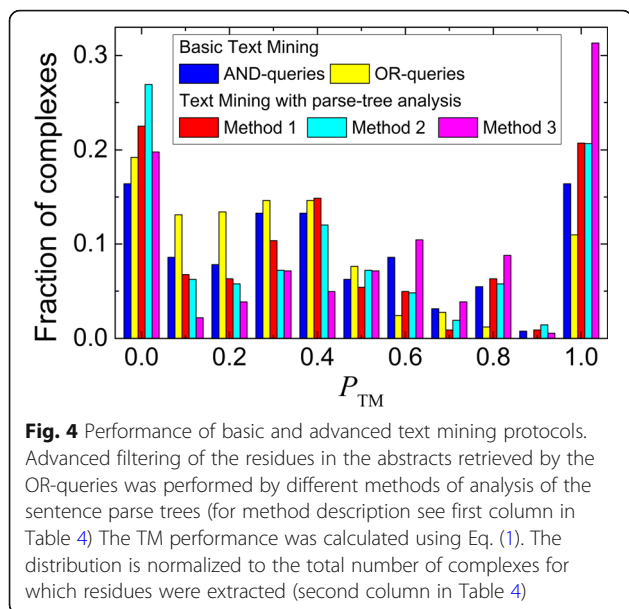 Basic Text Mining
AND-queries OR-queries
Text Mining with parse-tree analysis
Method 1 Method 2 Method 3
Fraction of complexes
0.3
0.2
0.1
0.0
0.0 0.2 0.4 0.6 0.8 1.0
PTM
Fig. 4 Performance of basic and advanced text mining protocols.
Advanced filtering of the residues in the abstracts retrieved by the
OR-queries was performed by different methods of analysis of the
sentence parse trees (for method description see first column in
Table 4) The TM performance was calculated using Eq. (1). The
distribution is normalized to the total number of complexes for
which residues were extracted (second column in Table 4)